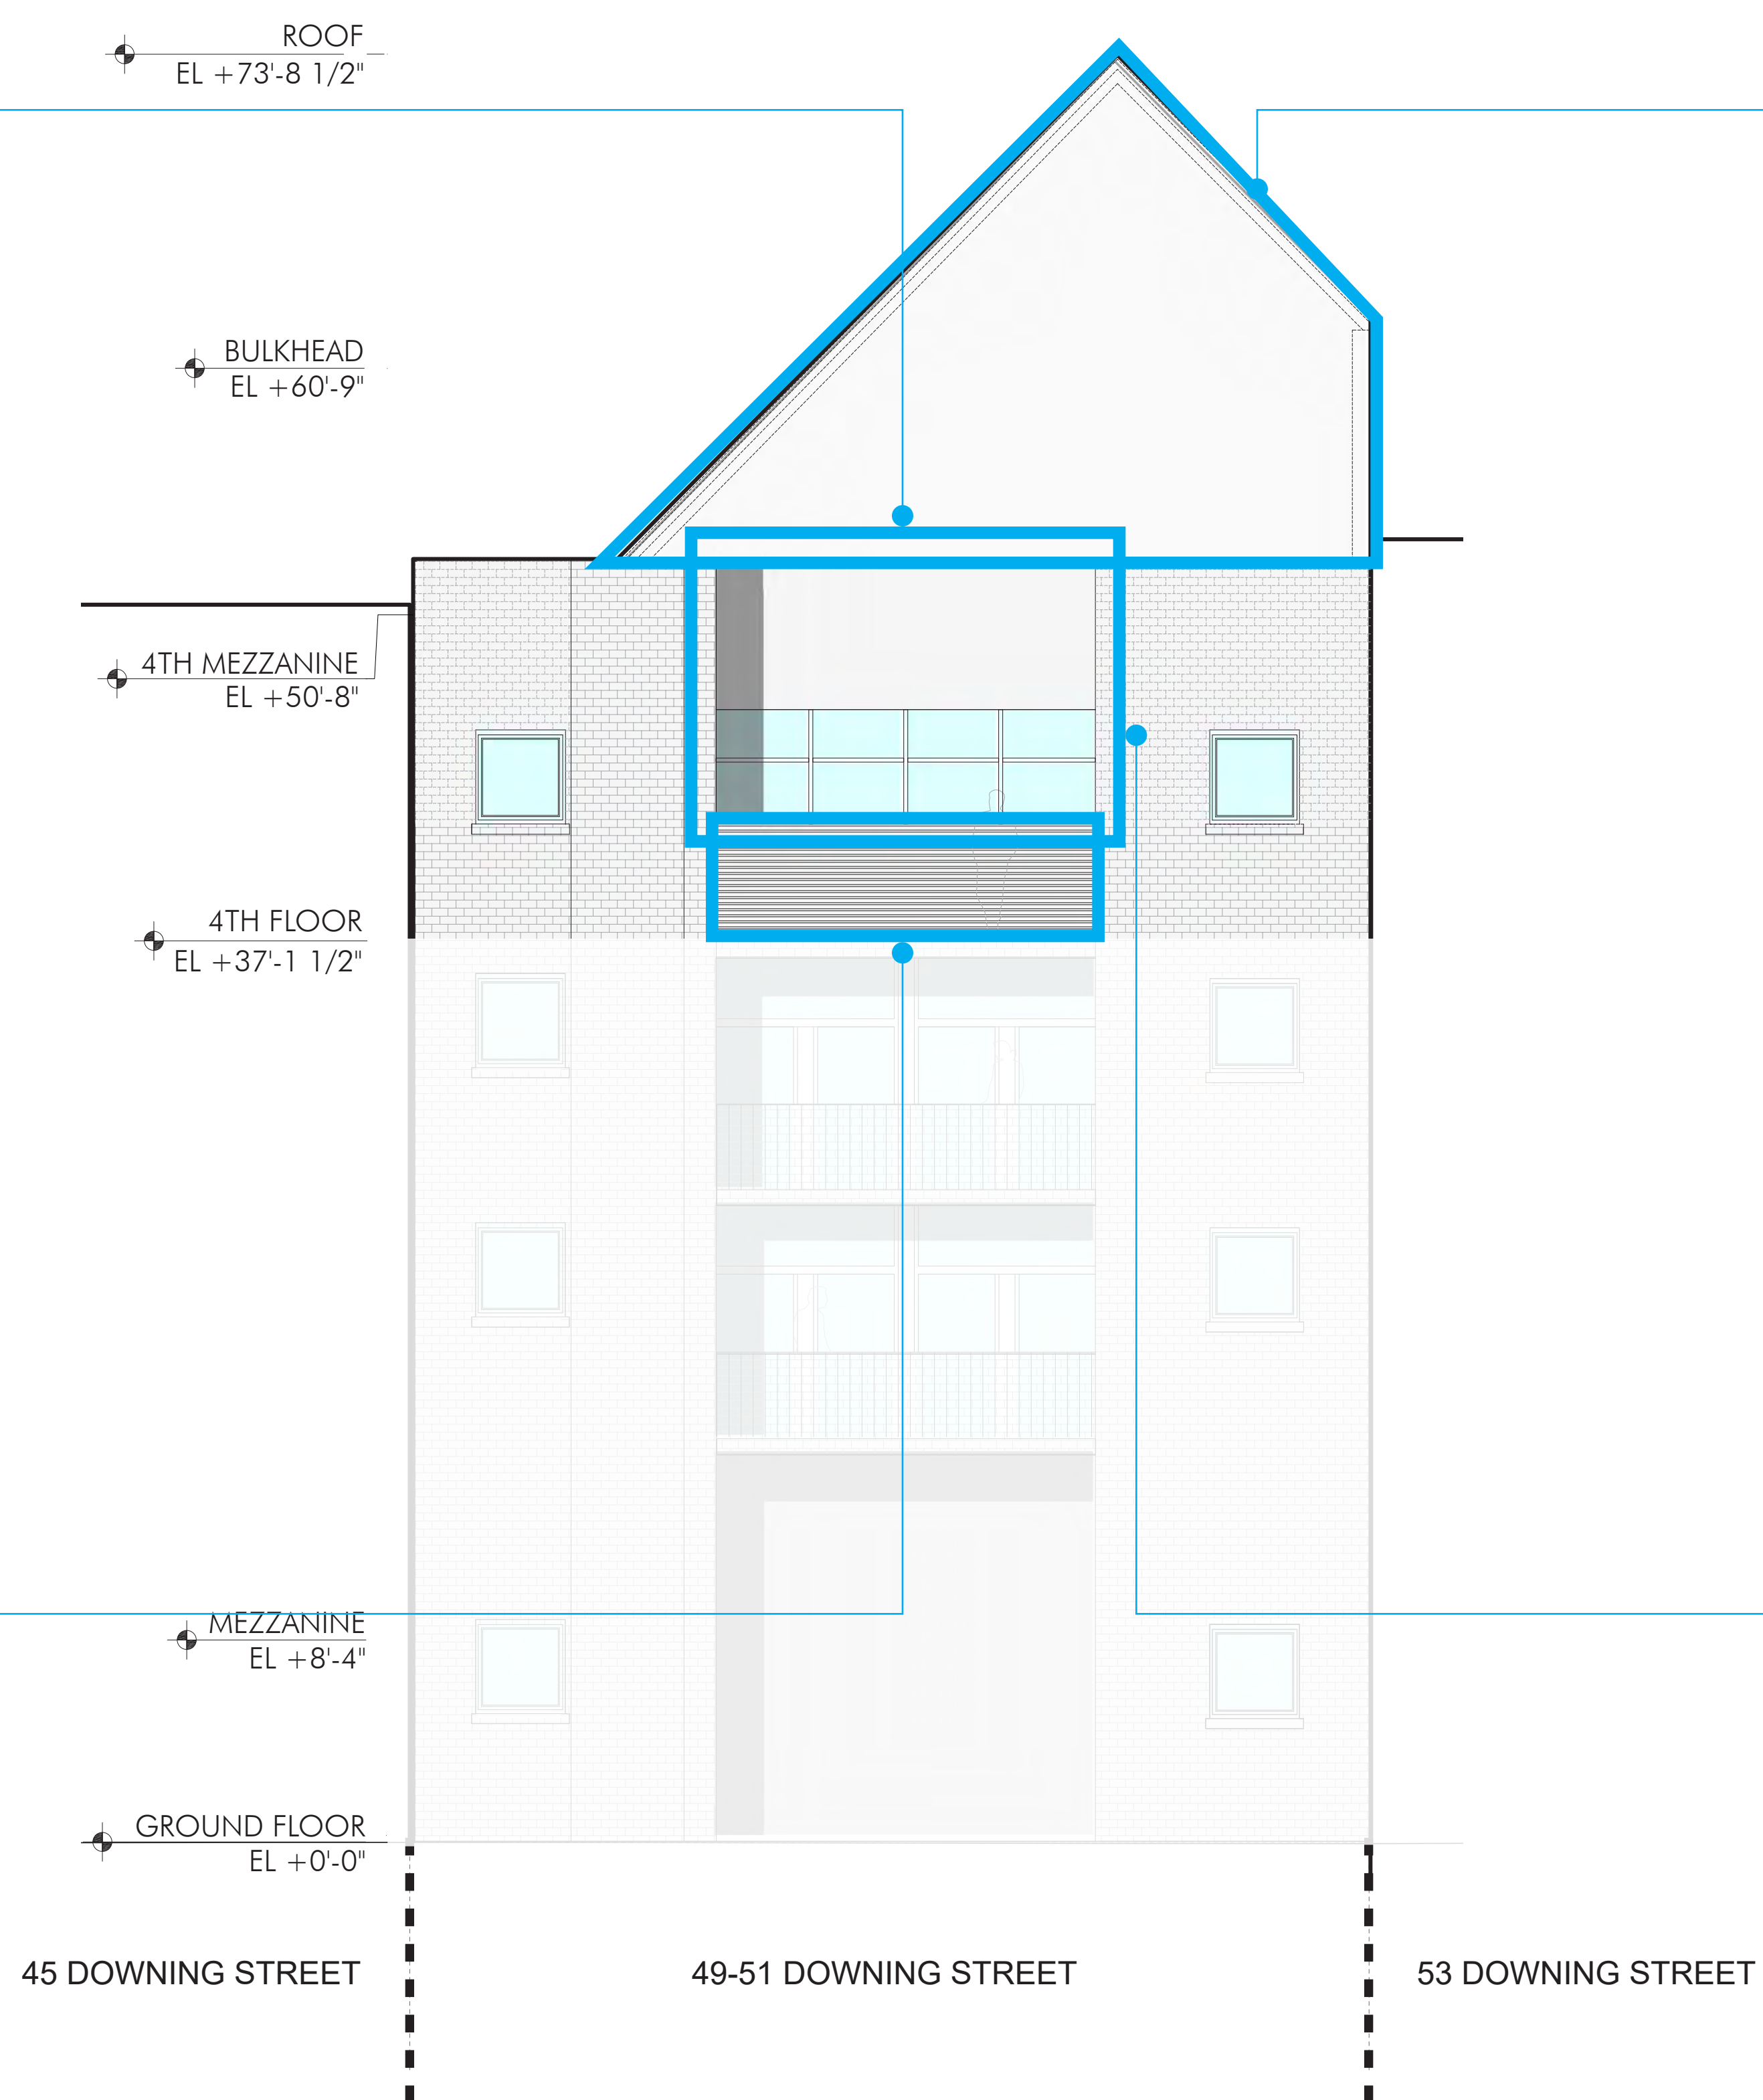 ROOF
EL +73'-8 1/2"
BULKHEAD
EL +60'-9"
4TH MEZZANINE
EL +50'-8"
4TH FLOOR
EL +37'-1 1/2"
MEZZANINE
EL +8'-4"
GROUND FLOOR
EL +0'-0"
45 DOWNING STREET
49-51 DOWNING STREET
53 DOWNING STREET